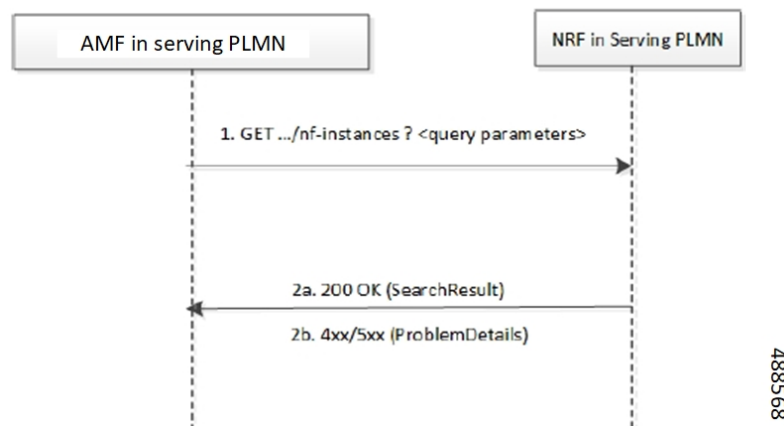 AMF in serving PLMN
NRF in Serving PLMN
1. GET .../nf-instances ? <query parameters>
2a. 200 OK (SearchResult)
2b. 4xx/5xx (ProblemDetails)
488568